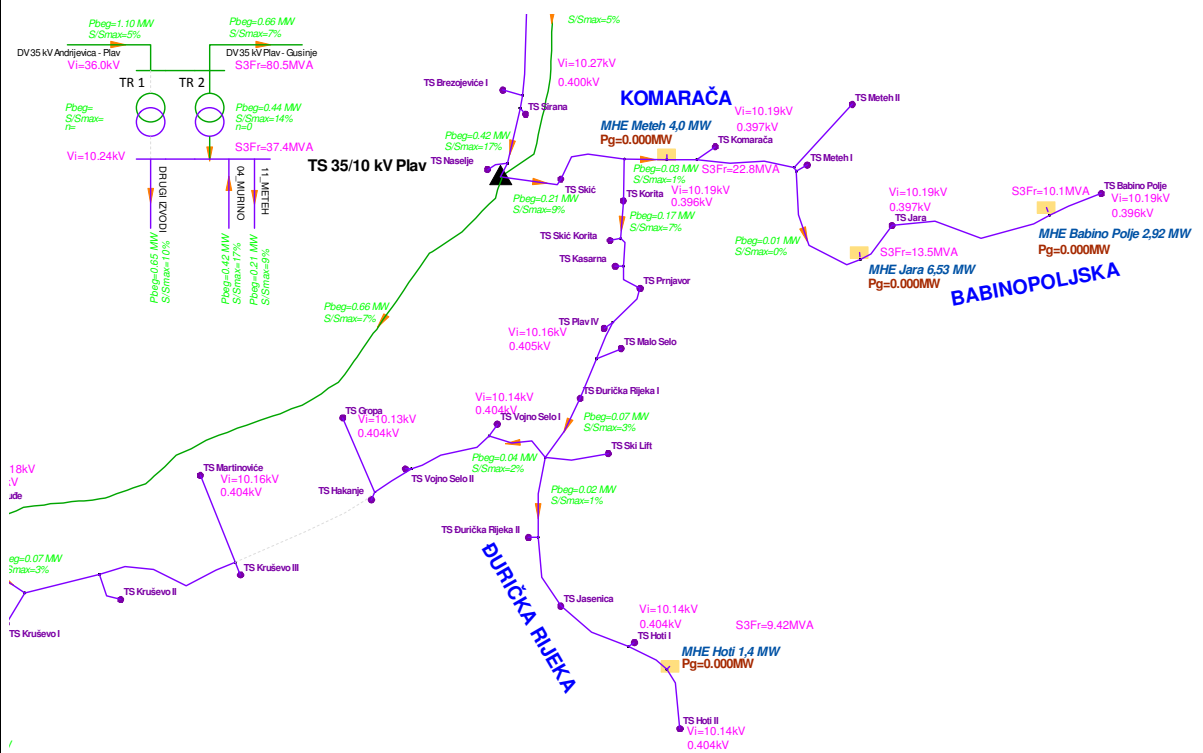 Pbeg=1.10 MW
S/Smax=5%
Pbeg=0.66 MW
S/Smax=7%
DV 35 kV Andrijevica - Plav
DV 35 kV Plav - Gusinje
Vi=36.0kV
S3Fr=80.5MVA
TR 1
TR 2
Pbeg=
S/Smax=
n=
Pbeg=0.44 MW
S/Smax=14%
n=0
Vi=10.24kV
S3Fr=37.4MVA
DRUGI IZVODI
04_MURINO
11_METEH
Pbeg=0.65 MW
S/Smax=10%
Pbeg=0.42 MW
S/Smax=17%
Pbeg=0.21 MW
S/Smax=9%
S/Smax=5%
Vi=10.27kV
0.400kV
TS Brezojeviće I
TS Sirana
Pbeg=0.42 MW
S/Smax=17%
TS Naselje
TS 35/10 kV Plav
Pbeg=0.21 MW
S/Smax=9%
TS Skić
KOMARAČA
MHE Meteh 4,0 MW
Pg=0.000MW
Vi=10.19kV
0.397kV
TS Komarača
TS Meteh II
TS Meteh I
Pbeg=0.03 MW
S/Smax=1%
S3Fr=22.8MVA
TS Korita
Vi=10.19kV
0.396kV
Pbeg=0.17 MW
S/Smax=7%
TS Skić Korita
TS Kasarna
TS Prnjavor
Pbeg=0.01 MW
S/Smax=0%
Vi=10.19kV
0.397kV
TS Jara
S3Fr=13.5MVA
MHE Jara 6,53 MW
Pg=0.000MW
S3Fr=10.1MVA
TS Babino Polje
Vi=10.19kV
0.396kV
MHE Babino Polje 2,92 MW
Pg=0.000MW
BABINOPOLJSKA
Pbeg=0.66 MW
S/Smax=7%
Vi=10.16kV
0.405kV
TS Plav IV
TS Malo Selo
TS Đurička Rijeka I
Pbeg=0.07 MW
S/Smax=3%
Vi=10.14kV
0.404kV
TS Vojno Selo I
TS Ski Lift
Pbeg=0.04 MW
S/Smax=2%
TS Gropa
Vi=10.13kV
0.404kV
TS Vojno Selo II
TS Hakanje
TS Martinoviće
Vi=10.16kV
0.404kV
18kV
kV
uđe
Pbeg=0.02 MW
S/Smax=1%
TS Đurička Rijeka II
ĐURIČKA RIJEKA
eg=0.07 MW
Smax=3%
TS Kruševo III
TS Kruševo II
TS Kruševo I
TS Jasenica
Vi=10.14kV
0.404kV
TS Hoti I
S3Fr=9.42MVA
MHE Hoti 1,4 MW
Pg=0.000MW
TS Hoti II
Vi=10.14kV
0.404kV